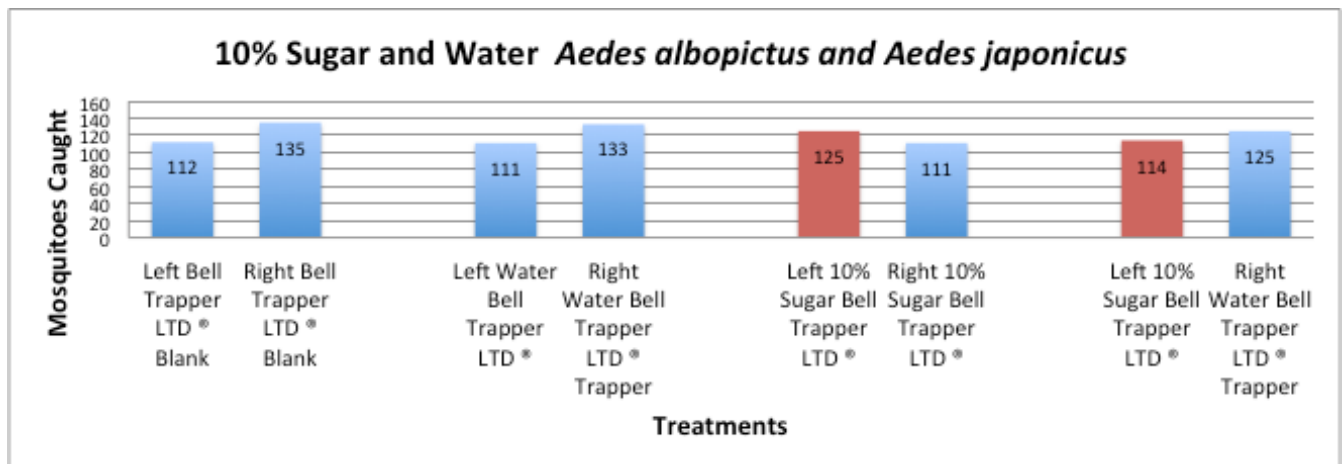 10% Sugar and Water Aedes albopictus and Aedes japonicus
Mosquitoes Caught
160
140
120
100
80
60
40
20
0
112
135
111
133
125
111
114
125
Left Bell
Trapper
LTD ®
Blank
Right Bell
Trapper
LTD ®
Blank
Left Water
Bell
Trapper
LTD ®
Right
Water Bell
Trapper
LTD ®
Trapper
Left 10%
Sugar Bell
Trapper
LTD ®
Right 10%
Sugar Bell
Trapper
LTD ®
Left 10%
Sugar Bell
Trapper
LTD ®
Right
Water Bell
Trapper
LTD ®
Trapper
Treatments